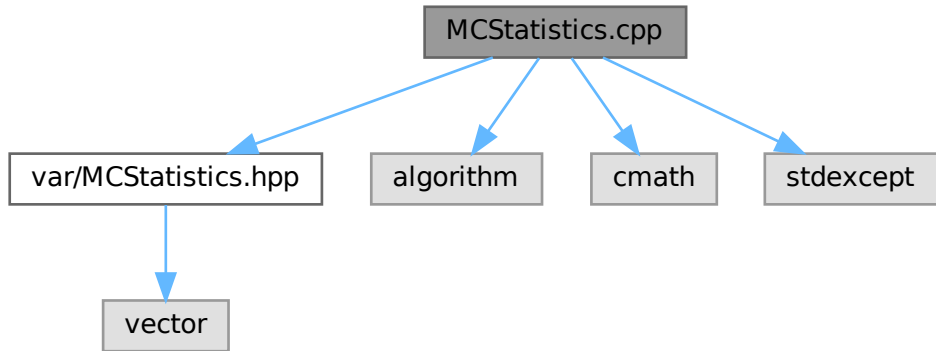 MCStatistics.cpp
var/MCStatistics.hpp
algorithm
cmath
stdexcept
vector